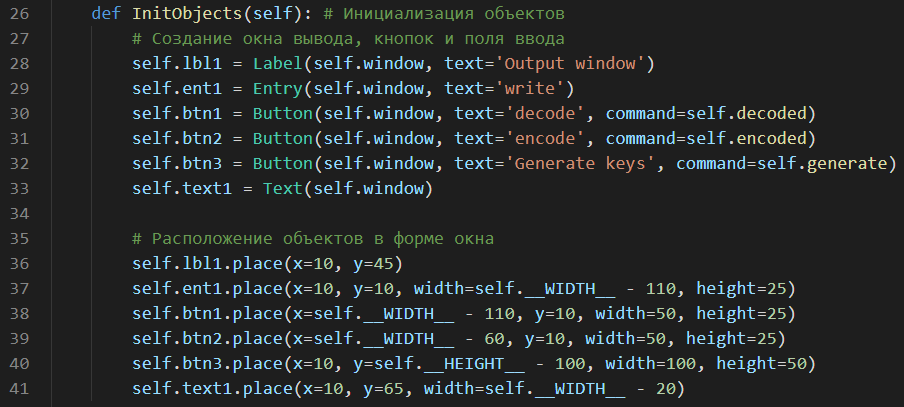 26 def InitObjects(self): # Инициализация объектов
27 # Создание окна вывода, кнопок и поля ввода
28 self.lbl1 = Label(self.window, text='Output window')
29 self.ent1 = Entry(self.window, text='write')
30 self.btn1 = Button(self.window, text='decode', command=self.decoded)
31 self.btn2 = Button(self.window, text='encode', command=self.encoded)
32 self.btn3 = Button(self.window, text='Generate keys', command=self.generate)
33 self.text1 = Text(self.window)
34
35 # Расположение объектов в форме окна
36 self.lbl1.place(x=10, y=45)
37 self.ent1.place(x=10, y=10, width=self.__WIDTH__ - 110, height=25)
38 self.btn1.place(x=self.__WIDTH__ - 110, y=10, width=50, height=25)
39 self.btn2.place(x=self.__WIDTH__ - 60, y=10, width=50, height=25)
40 self.btn3.place(x=10, y=self.__HEIGHT__ - 100, width=100, height=50)
41 self.text1.place(x=10, y=65, width=self.__WIDTH__ - 20)